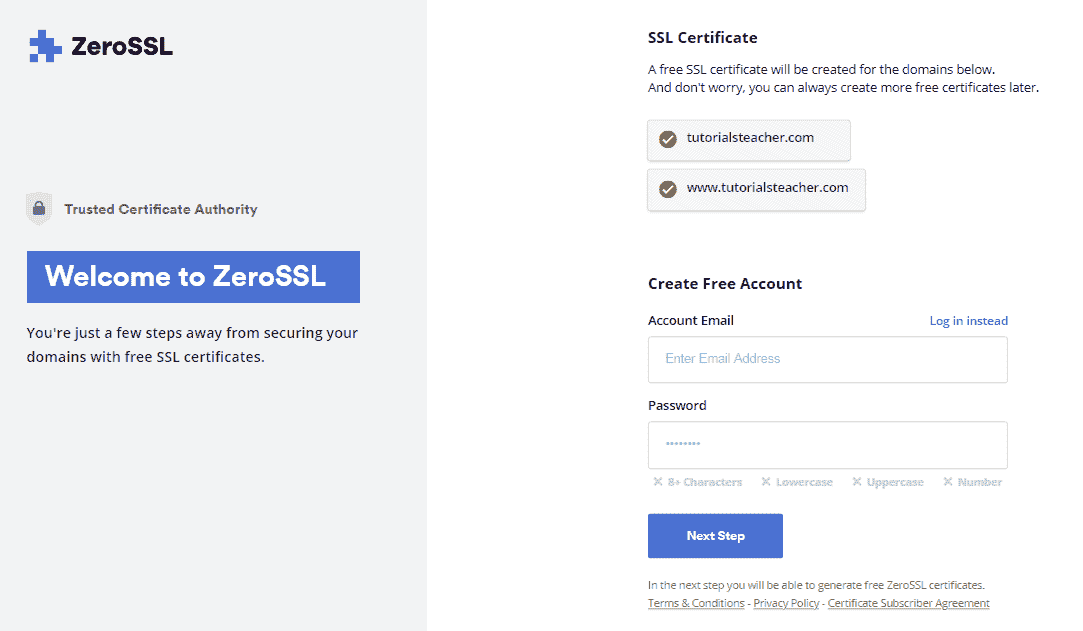 ZeroSSL
Trusted Certificate Authority
Welcome to ZeroSSL
You're just a few steps away from securing your
domains with free SSL certificates.
SSL Certificate
A free SSL certificate will be created for the domains below.
And don't worry, you can always create more free certificates later.
tutorialsteacher.com
www.tutorialsteacher.com
Create Free Account
Account Email Log in instead
Enter Email Address
Password
••••••••
8+ Characters Lowercase Uppercase Number
Next Step
In the next step you will be able to generate free ZeroSSL certificates.
Terms & Conditions - Privacy Policy - Certificate Subscriber Agreement